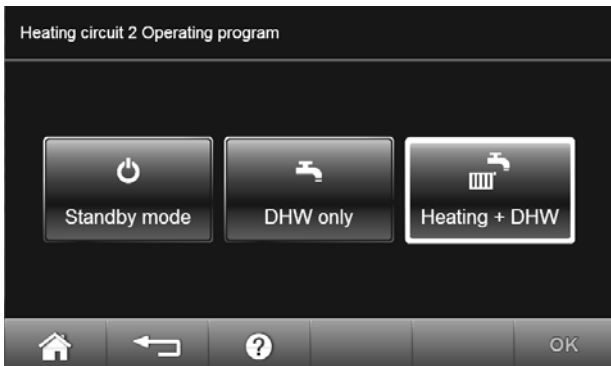 Heating circuit 2 Operating program
Standby mode
DHW only
Heating + DHW
?
OK